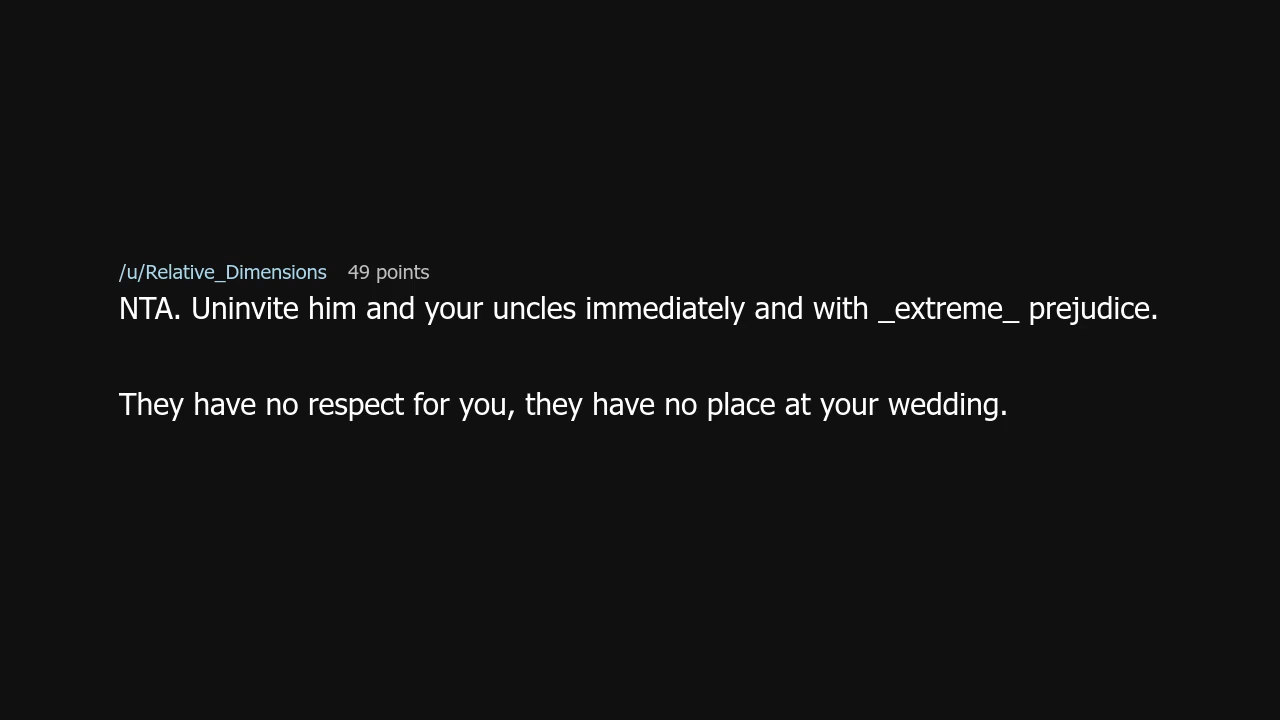 /u/Relative_Dimensions 49 points
NTA. Uninvite him and your uncles immediately and with _extreme_ prejudice.
They have no respect for you, they have no place at your wedding.